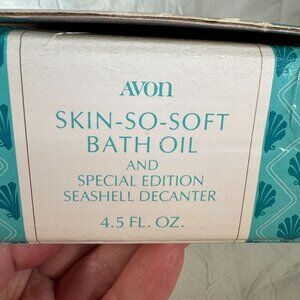 AVON
SKIN-SO-SOFT
BATH OIL
AND
SPECIAL EDITION
SEASHELL DECANTER
4.5 FL. OZ.